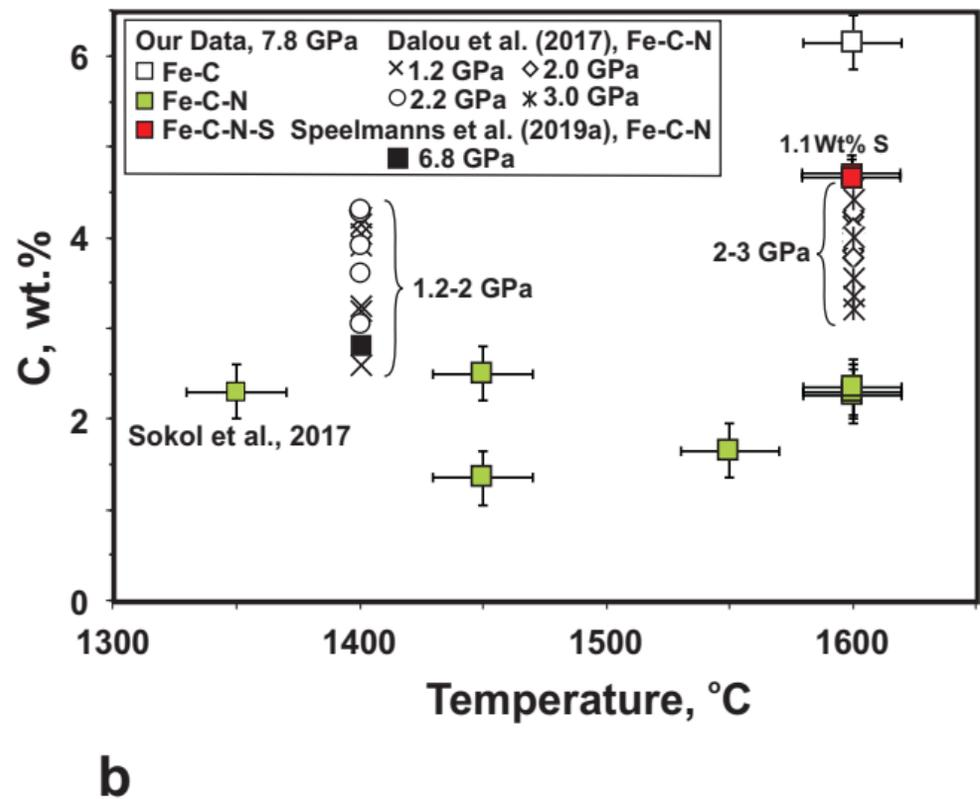 Our Data, 7.8 GPa Dalou et al. (2017), Fe-C-N
Fe-C 1.2 GPa 2.0 GPa
Fe-C-N 2.2 GPa 3.0 GPa
Fe-C-N-S Speelmanns et al. (2019a), Fe-C-N
6.8 GPa
1.1Wt% S
2-3 GPa
1.2-2 GPa
Sokol et al., 2017
C, wt.%
6
4
2
0
1300 1400 1500 1600
Temperature, °C
b